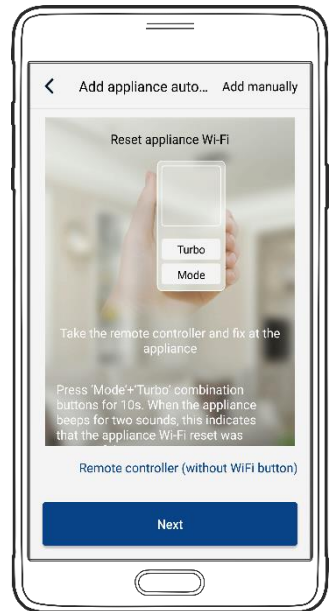 Add appliance auto... Add manually
Reset appliance Wi-Fi
Turbo
Mode
Take the remote controller and fix at the
appliance
Press 'Mode'+'Turbo' combination
buttons for 10s. When the appliance
beeps for two sounds, this indicates
that the appliance Wi-Fi reset was
Remote controller (without WiFi button)
Next